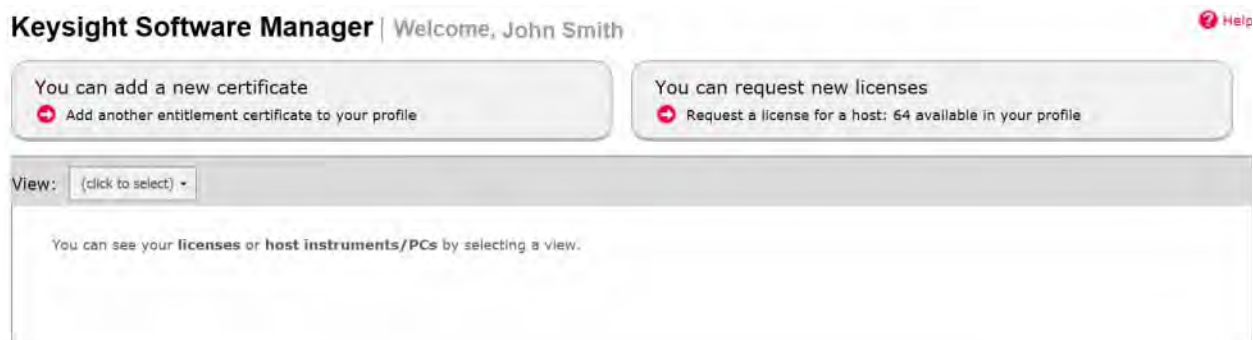 Keysight Software Manager | Welcome, John Smith
Help
You can add a new certificate
Add another entitlement certificate to your profile
You can request new licenses
Request a license for a host: 64 available in your profile
View: (click to select)
You can see your licenses or host instruments/PCs by selecting a view.